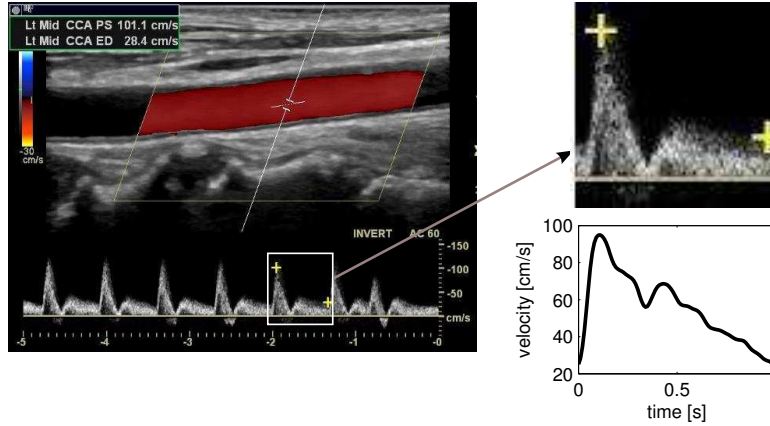 Lt Mid CCA PS 101.1 cm/s
Lt Mid CCA ED 28.4 cm/s
-30
cm/s
INVERT AC 60
-150
-100
-50
cm/s
-5 -4 -3 -2 -1 -0
100
80
60
40
20
velocity [cm/s]
0 0.5
time [s]